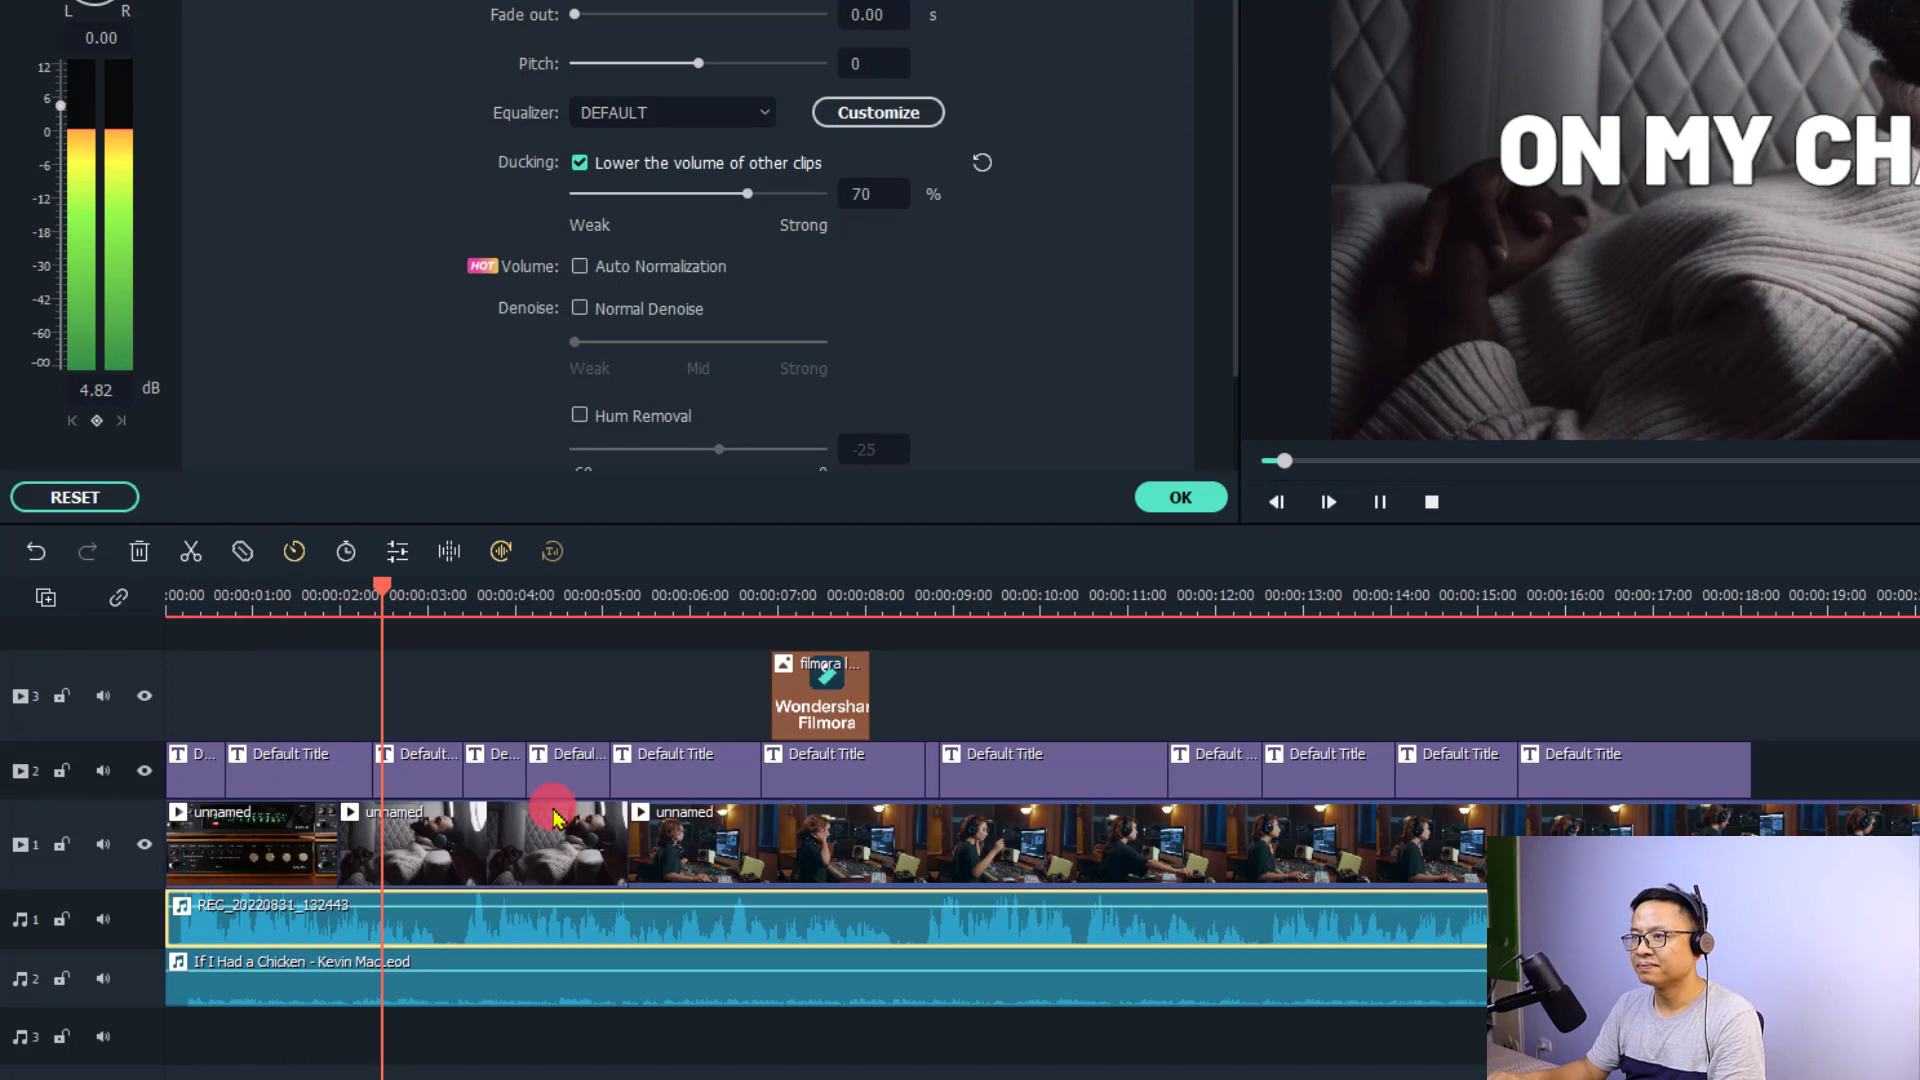 L R
Fade out: 0.00 s
0.00
Pitch: 0
12
6
0
-6
-12
-18
-30
-42
-60
-∞
4.82 dB
Equalizer: DEFAULT Customize
Ducking: Lower the volume of other clips
70 %
Weak Strong
HOT Volume: Auto Normalization
Denoise: Normal Denoise
Weak Mid Strong
Hum Removal
-25
RESET OK
ON MY CHA
:00:00 00:00:01:00 00:00:02:00 00:00:03:00 00:00:04:00 00:00:05:00 00:00:06:00 00:00:07:00 00:00:08:00 00:00:09:00 00:00:10:00 00:00:11:00 00:00:12:00 00:00:13:00 00:00:14:00 00:00:15:00 00:00:16:00 00:00:17:00 00:00:18:00 00:00:19:00 00:00:
3 filmora l...
Wondershar
Filmora
2 T D... T Default Title T Default... T De... T Defaul... T Default Title T Default Title T Default Title T Default ... T Default Title T Default Title T Default Title
1 unnamed unnamed unnamed
1 REC_20220831_132443
2 If I Had a Chicken - Kevin MacLeod
3